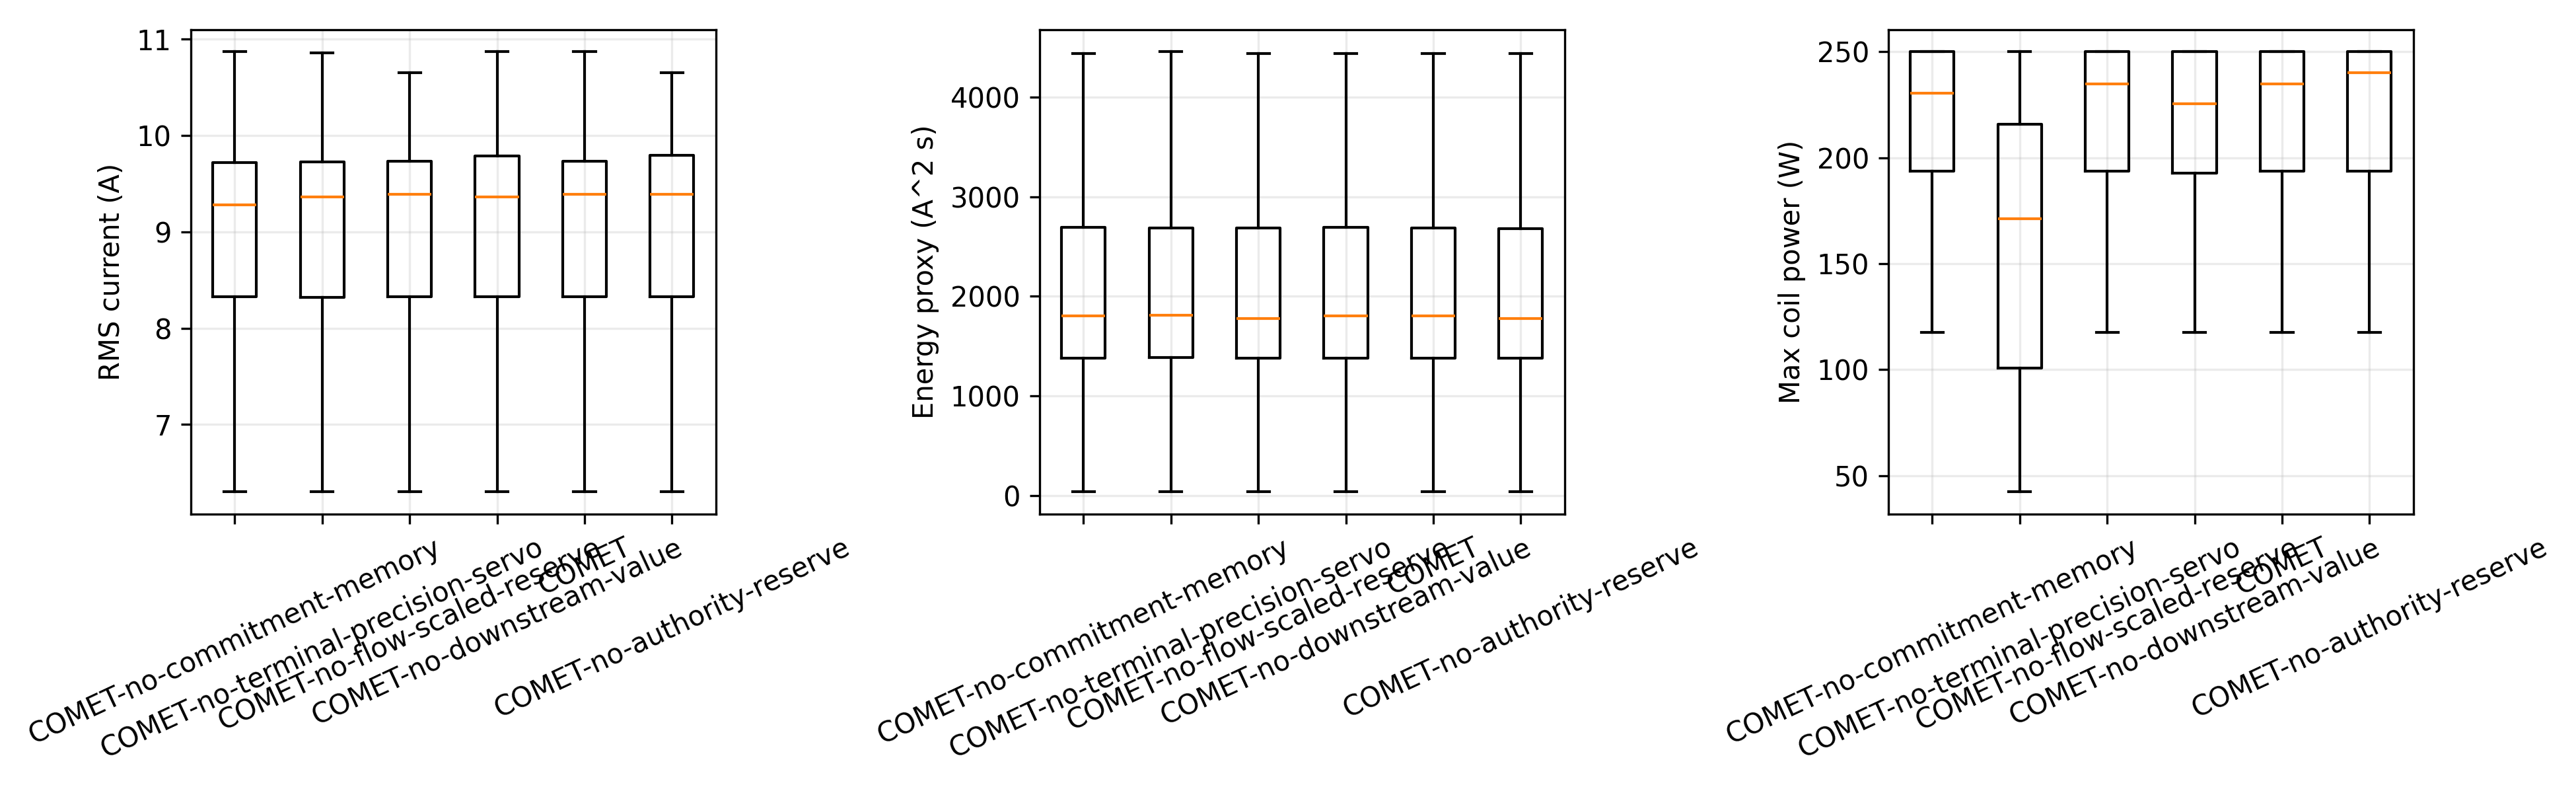 RMS current (A)
11
10
9
8
7
COMET-no-commitment-memory
COMET-no-terminal-precision-servo
COMET-no-flow-scaled-reserve
COMET-no-downstream-value
COMET
COMET-no-authority-reserve
Energy proxy (A^2 s)
4000
3000
2000
1000
0
COMET-no-commitment-memory
COMET-no-terminal-precision-servo
COMET-no-flow-scaled-reserve
COMET-no-downstream-value
COMET
COMET-no-authority-reserve
Max coil power (W)
250
200
150
100
50
COMET-no-commitment-memory
COMET-no-terminal-precision-servo
COMET-no-flow-scaled-reserve
COMET-no-downstream-value
COMET
COMET-no-authority-reserve